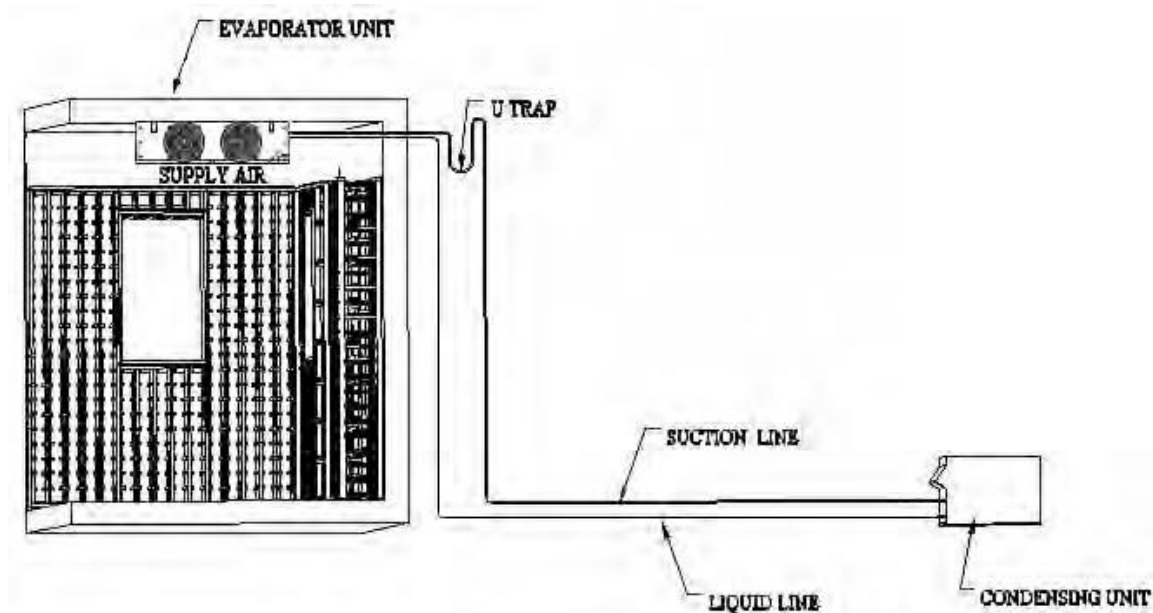 EVAPORATOR UNIT
U TRAP
SUPPLY AIR
SUCTION LINE
LIQUID LINE
CONDENSING UNIT